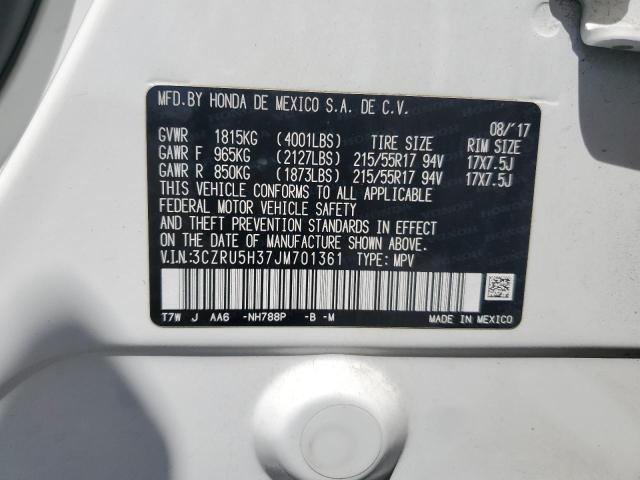 MFD.BY HONDA DE MEXICO S.A. DE C.V.
08/'17
GVWR 1815KG (4001LBS) TIRE SIZE RIM SIZE
GAWR F 965KG (2127LBS) 215/55R17 94V 17X7.5J
GAWR R 850KG (1873LBS) 215/55R17 94V 17X7.5J
THIS VEHICLE CONFORMS TO ALL APPLICABLE
FEDERAL MOTOR VEHICLE SAFETY
AND THEFT PREVENTION STANDARDS IN EFFECT
ON THE DATE OF MANUFACTURE SHOWN ABOVE.
V.I.N:3CZRU5H37JM701361 TYPE: MPV
T7W J AA6 -NH788P -B -M MADE IN MEXICO